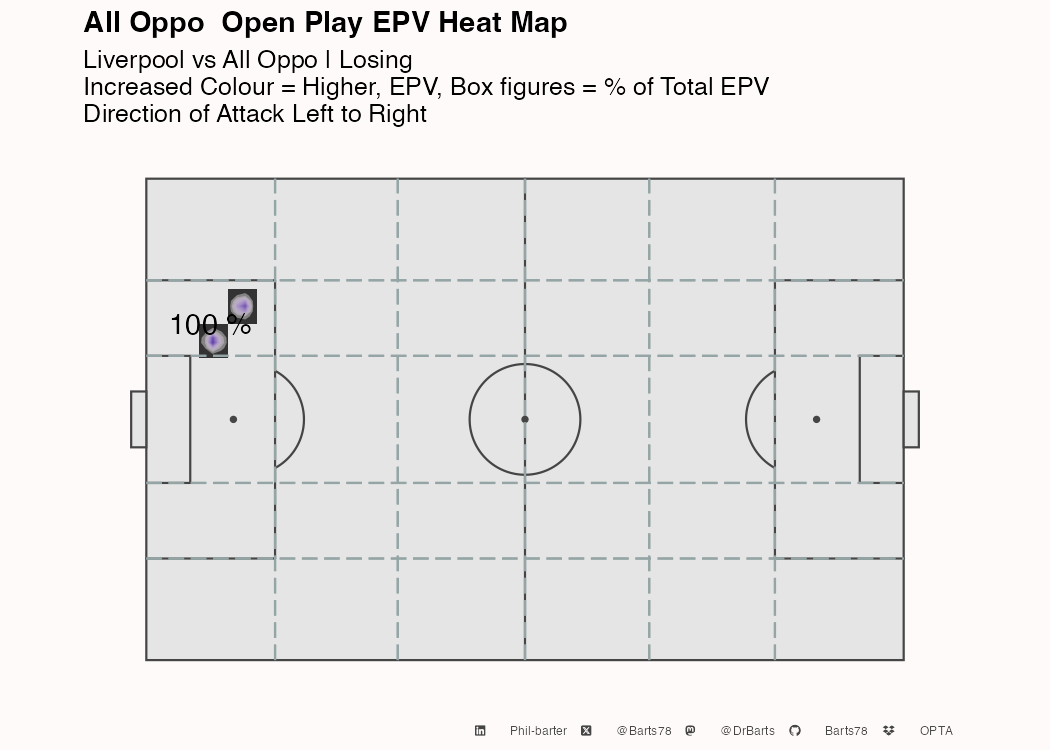 All Oppo  Open Play EPV Heat Map
Liverpool vs All Oppo | Losing
Increased Colour = Higher, EPV, Box figures = % of Total EPV
Direction of Attack Left to Right
100 %
Phil-barter @Barts78 @DrBarts Barts78 OPTA